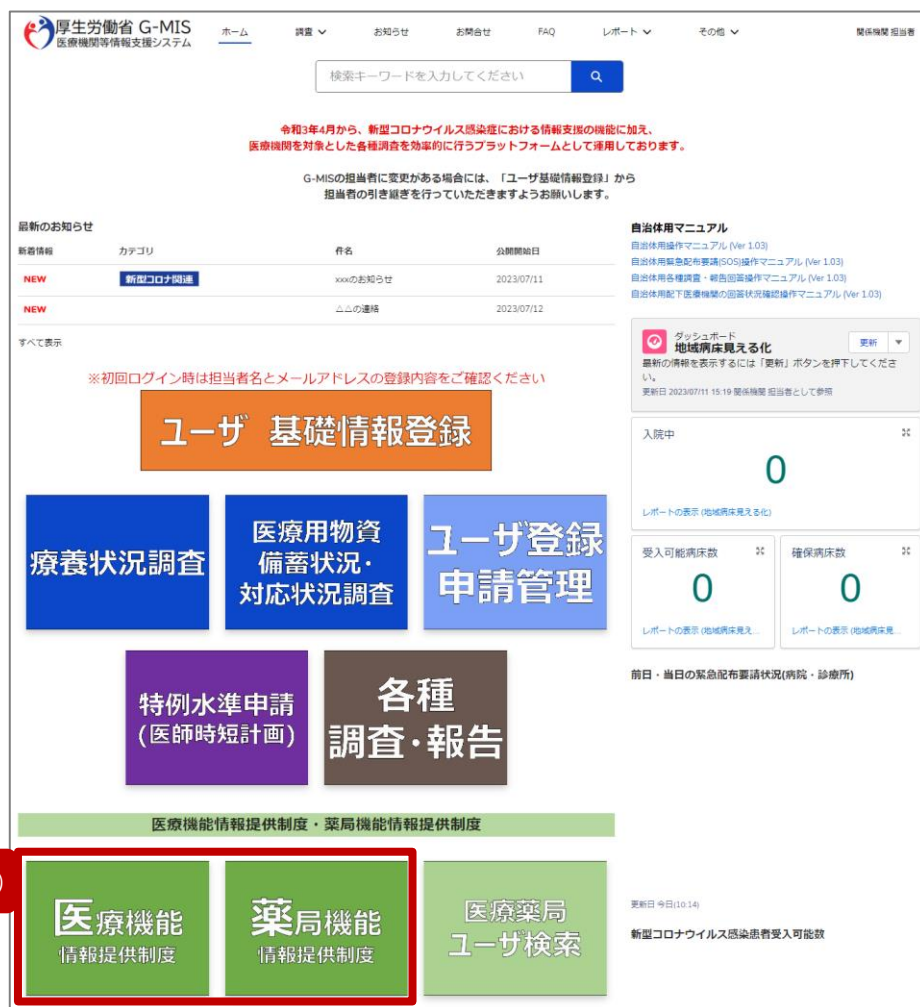 厚生労働省 G-MIS
医療機関等情報支援システム
ホーム 調査 お知らせ お問合せ FAQ レポート その他 関係機関 担当者
検索キーワードを入力してください
令和3年4月から、新型コロナウイルス感染症における情報支援の機能に加え、
医療機関を対象とした各種調査を効率的に行うプラットフォームとして運用しております。
G-MISの担当者に変更がある場合には、「ユーザ基礎情報登録」から
担当者の引き継ぎを行っていただきますようお願いします。
最新のお知らせ
新着情報 カテゴリ 件名 公開開始日
NEW 新型コロナ関連 xxxのお知らせ 2023/07/11
NEW △△の連絡 2023/07/12
すべて表示
※初回ログイン時は担当者名とメールアドレスの登録内容をご確認ください
ユーザ 基礎情報登録
療養状況調査
医療用物資
備蓄状況・
対応状況調査
ユーザ登録
申請管理
特例水準申請
(医師時短計画)
各種
調査・報告
医療機能情報提供制度・薬局機能情報提供制度
医療機能
情報提供制度
薬局機能
情報提供制度
医療薬局
ユーザ検索
自治体用マニュアル
自治体用操作マニュアル (Ver 1.03)
自治体用緊急配布要請(SOS)操作マニュアル (Ver 1.03)
自治体用各種調査・報告回答操作マニュアル (Ver 1.03)
自治体用配下医療機関の回答状況確認操作マニュアル (Ver 1.03)
ダッシュボード
地域病床見える化
更新
最新の情報を表示するには「更新」ボタンを押下してくださ
い。
更新日 2023/07/11 15:19 関係機関 担当者として参照
入院中
0
レポートの表示 (地域病床見える化)
受入可能病床数
0
レポートの表示 (地域病床見え...
確保病床数
0
レポートの表示 (地域病床見...
前日・当日の緊急配布要請状況(病院・診療所)
更新日 今日(10:14)
新型コロナウイルス感染患者受入可能数